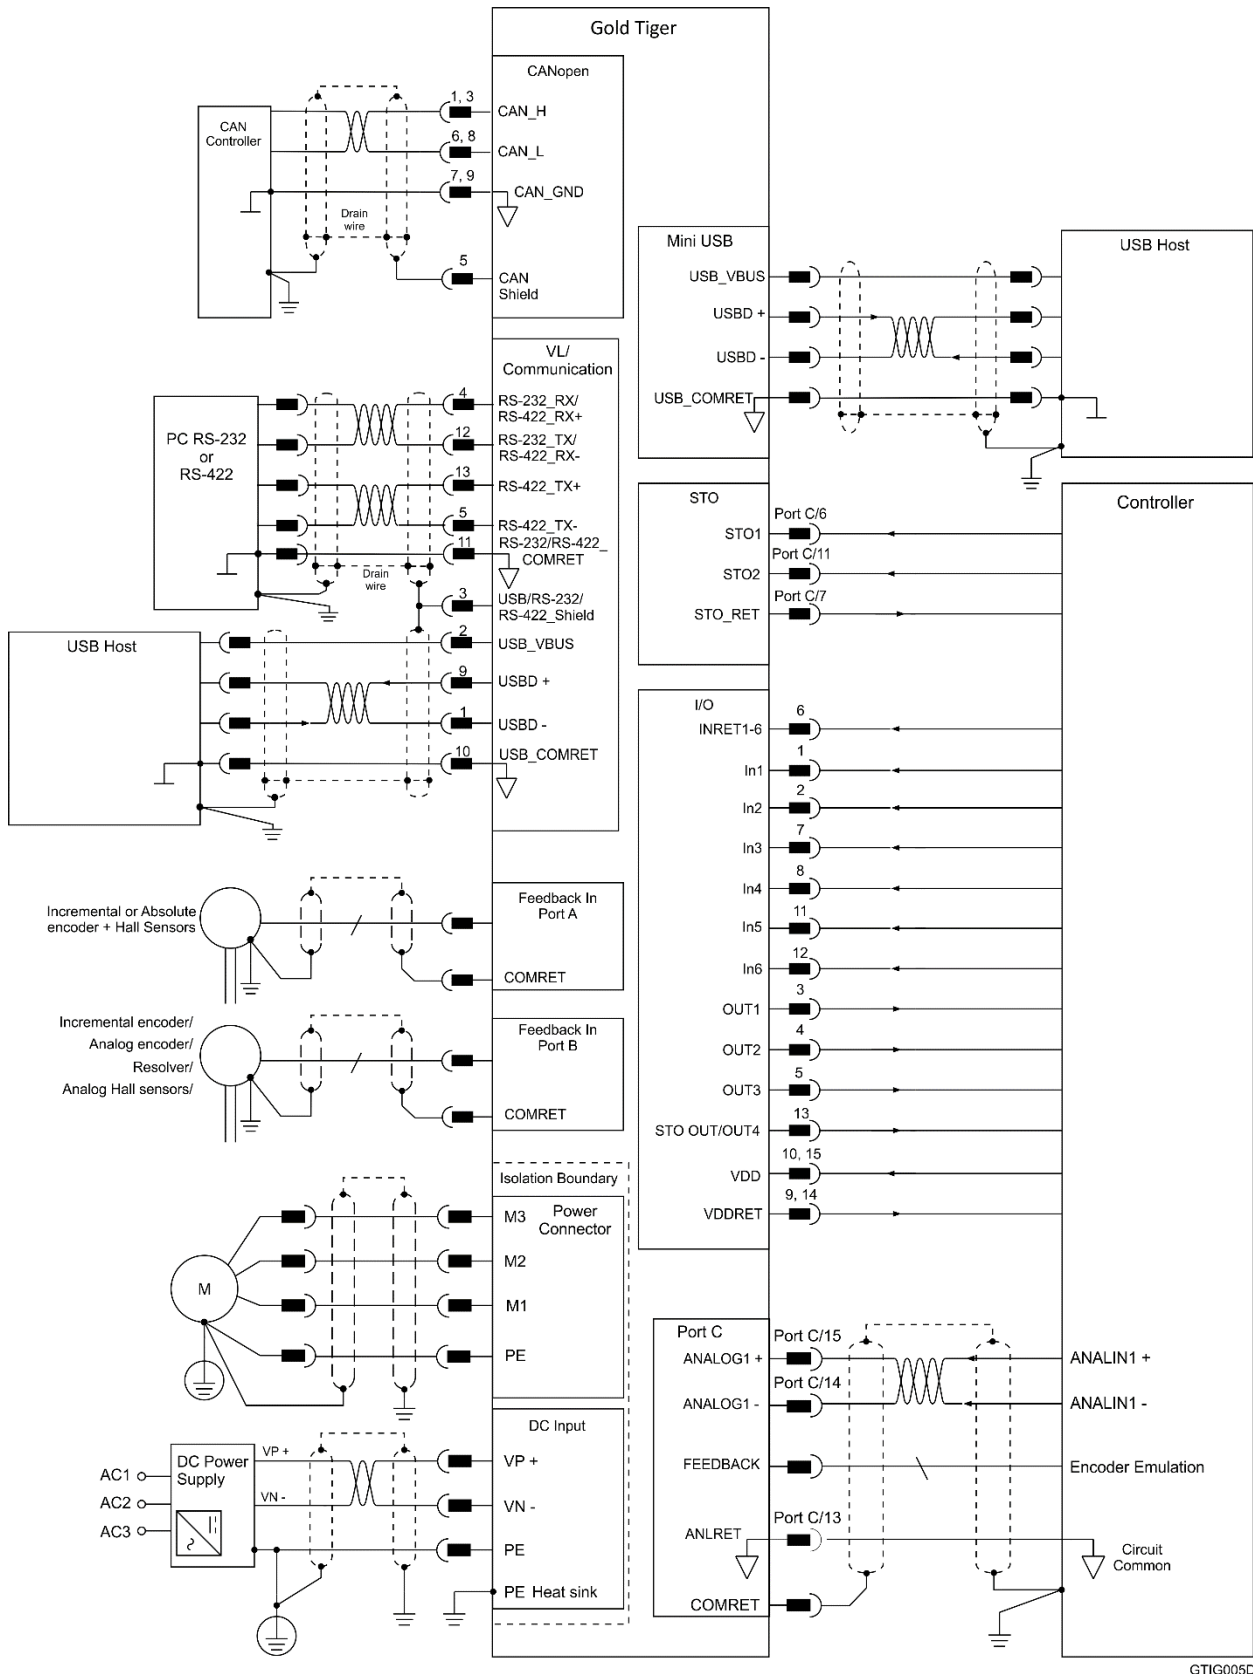 Gold Tiger
CANopen
CAN
Controller
1, 3
CAN_H
6, 8
CAN_L
7, 9
CAN_GND
Drain
wire
5
CAN
Shield
Mini USB
USB_VBUS
USBD +
USBD -
USB_COMRET
USB Host
VL/
Communication
PC RS-232
or
RS-422
4
RS-232_RX/
RS-422_RX+
12
RS-232_TX/
RS-422_RX-
13
RS-422_TX+
5
RS-422_TX-
11
RS-232/RS-422_
COMRET
Drain
wire
3
USB/RS-232/
RS-422_Shield
USB Host
2
USB_VBUS
9
USBD +
1
USBD -
10
USB_COMRET
STO
Controller
Port C/6
STO1
Port C/11
STO2
Port C/7
STO_RET
I/O
6
INRET1-6
1
In1
2
In2
7
In3
8
In4
11
In5
12
In6
3
OUT1
4
OUT2
5
OUT3
13
STO OUT/OUT4
10, 15
VDD
9, 14
VDDRET
Incremental or Absolute
encoder + Hall Sensors
Feedback In
Port A
COMRET
Incremental encoder/
Analog encoder/
Resolver/
Analog Hall sensors/
Feedback In
Port B
COMRET
Isolation Boundary
Power
Connector
M3
M2
M1
PE
M
DC Input
DC Power
Supply
AC1
AC2
AC3
VP +
VN -
VP +
VN -
PE
PE Heat sink
Port C
Port C/15
ANALOG1 +
ANALIN1 +
Port C/14
ANALOG1 -
ANALIN1 -
FEEDBACK
Encoder Emulation
Port C/13
ANLRET
Circuit
Common
COMRET
GTIG005D